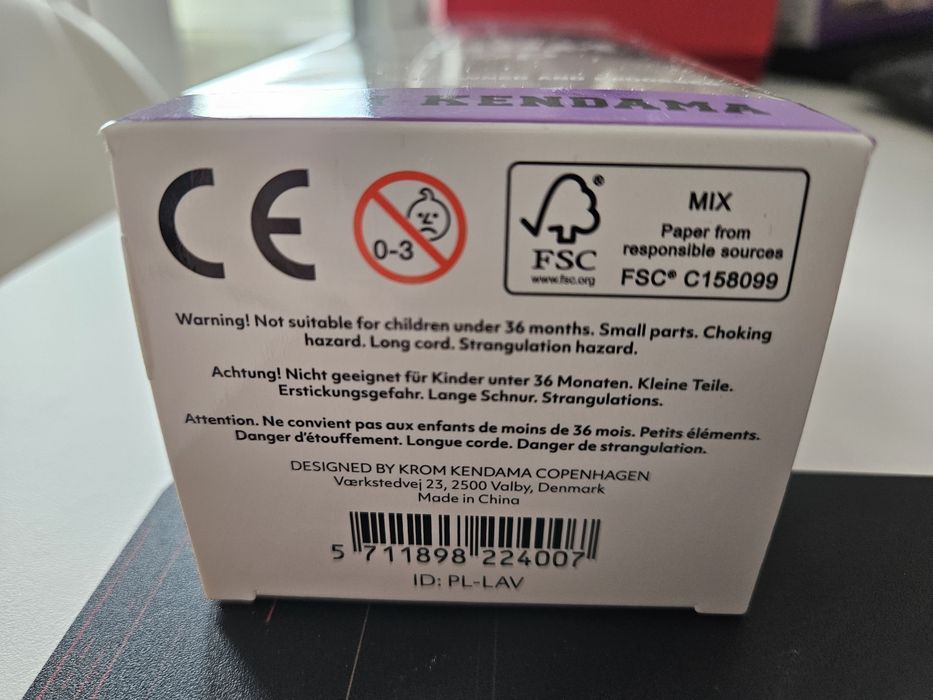 KENDAMA
CE
0-3
FSC
www.fsc.org
MIX
Paper from
responsible sources
FSC® C158099
Warning! Not suitable for children under 36 months. Small parts. Choking
hazard. Long cord. Strangulation hazard.
Achtung! Nicht geeignet für Kinder unter 36 Monaten. Kleine Teile.
Erstickungsgefahr. Lange Schnur. Strangulations.
Attention. Ne convient pas aux enfants de moins de 36 mois. Petits éléments.
Danger d'étouffement. Longue corde. Danger de strangulation.
DESIGNED BY KROM KENDAMA COPENHAGEN
Værkstedvej 23, 2500 Valby, Denmark
Made in China
5 711898 224007
ID: PL-LAV